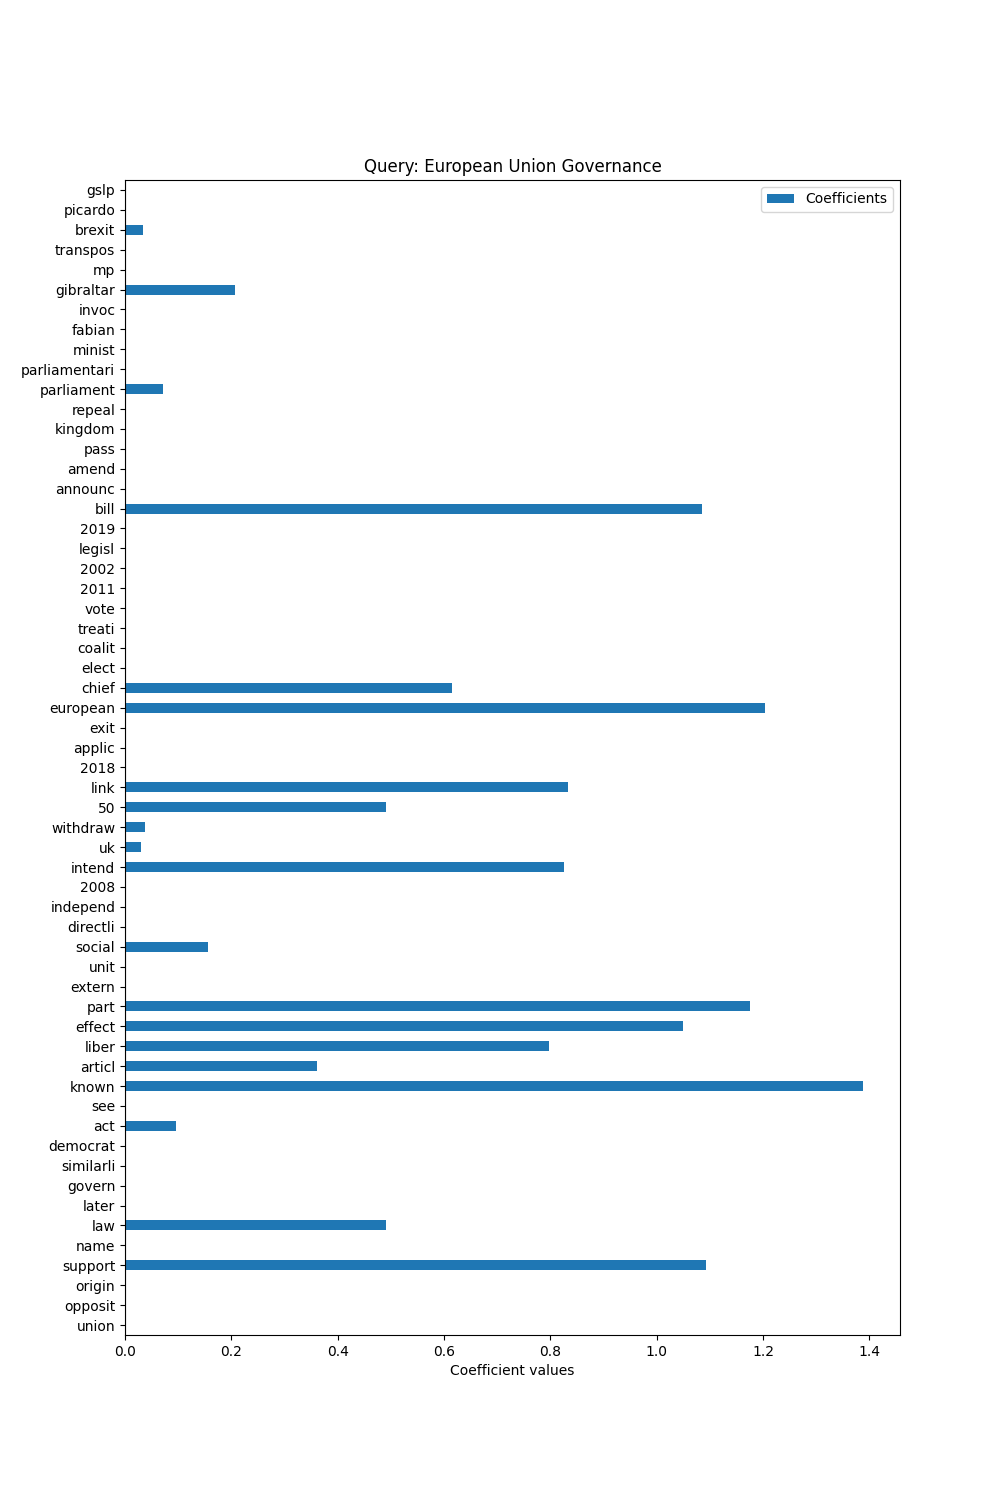 Query: European Union Governance
Coefficients
gslp
picardo
brexit
transpos
mp
gibraltar
invoc
fabian
minist
parliamentari
parliament
repeal
kingdom
pass
amend
announc
bill
2019
legisl
2002
2011
vote
treati
coalit
elect
chief
european
exit
applic
2018
link
50
withdraw
uk
intend
2008
independ
directli
social
unit
extern
part
effect
liber
articl
known
see
act
democrat
similarli
govern
later
law
name
support
origin
opposit
union
0.0 0.2 0.4 0.6 0.8 1.0 1.2 1.4
Coefficient values